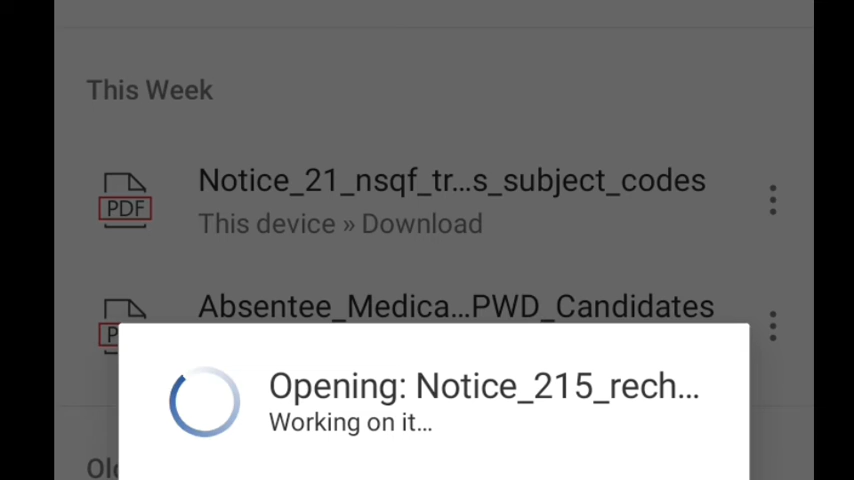 This Week
PDF
Notice_21_nsqf_tr...s_subject_codes
This device » Download
Absentee_Medica...PWD_Candidates
Opening: Notice_215_rech...
Working on it...